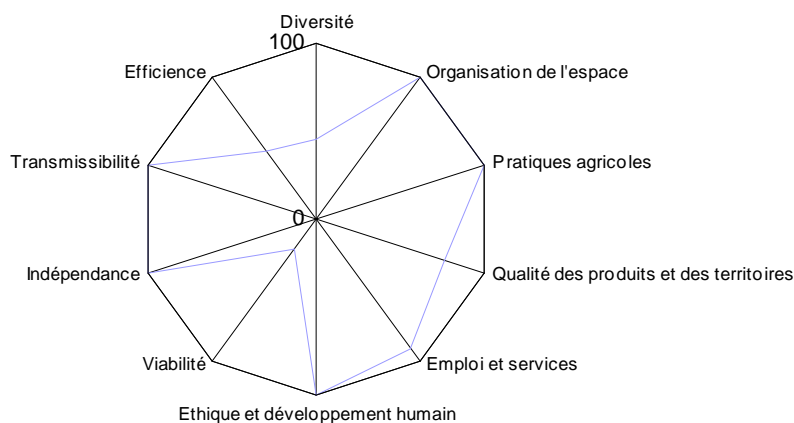 Diversité
100
Efficience
Organisation de l'espace
Transmissibilité
Pratiques agricoles
0
Indépendance
Qualité des produits et des territoires
Viabilité
Emploi et services
Ethique et développement humain